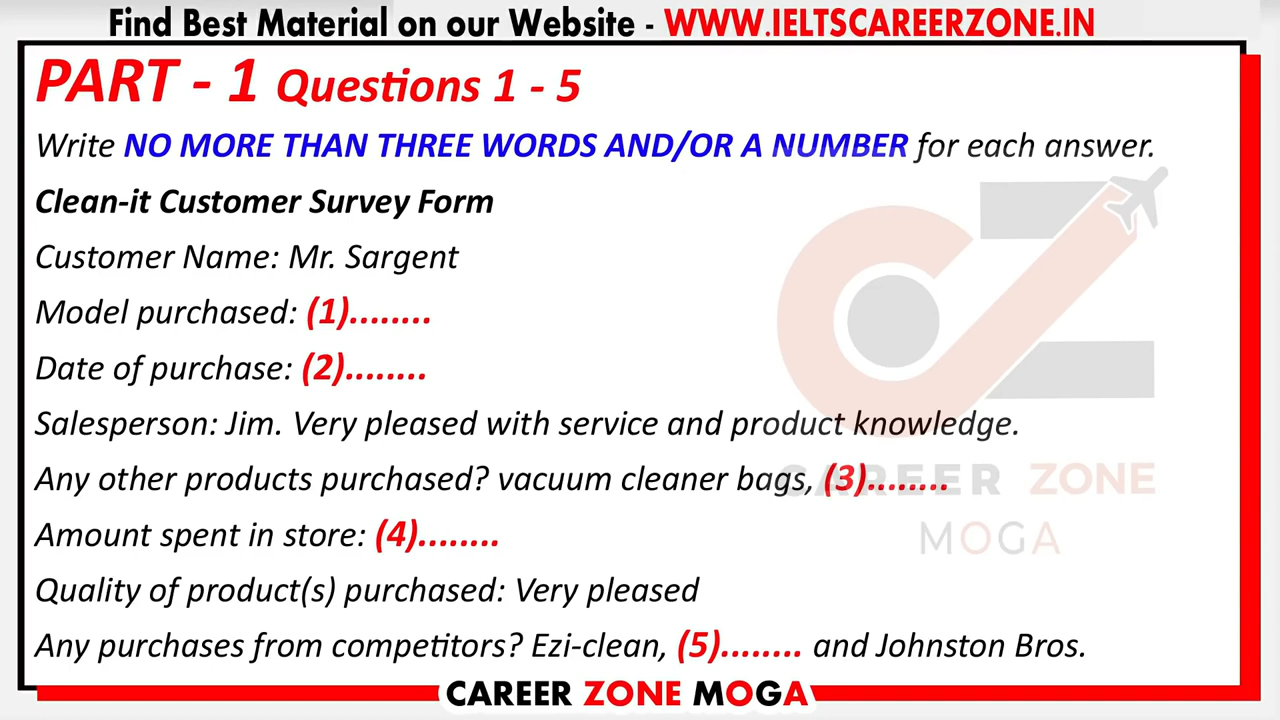 Find Best Material on our Website - WWW.IELTSCAREERZONE.IN
PART - 1 Questions 1 - 5
Write NO MORE THAN THREE WORDS AND/OR A NUMBER for each answer.
Clean-it Customer Survey Form
Customer Name: Mr. Sargent
Model purchased: (1)........
Date of purchase: (2)........
Salesperson: Jim. Very pleased with service and product knowledge.
Any other products purchased? vacuum cleaner bags, (3)........
CAREER ZONE
Amount spent in store: (4)........
MOGA
Quality of product(s) purchased: Very pleased
Any purchases from competitors? Ezi-clean, (5)........ and Johnston Bros.
CAREER ZONE MOGA